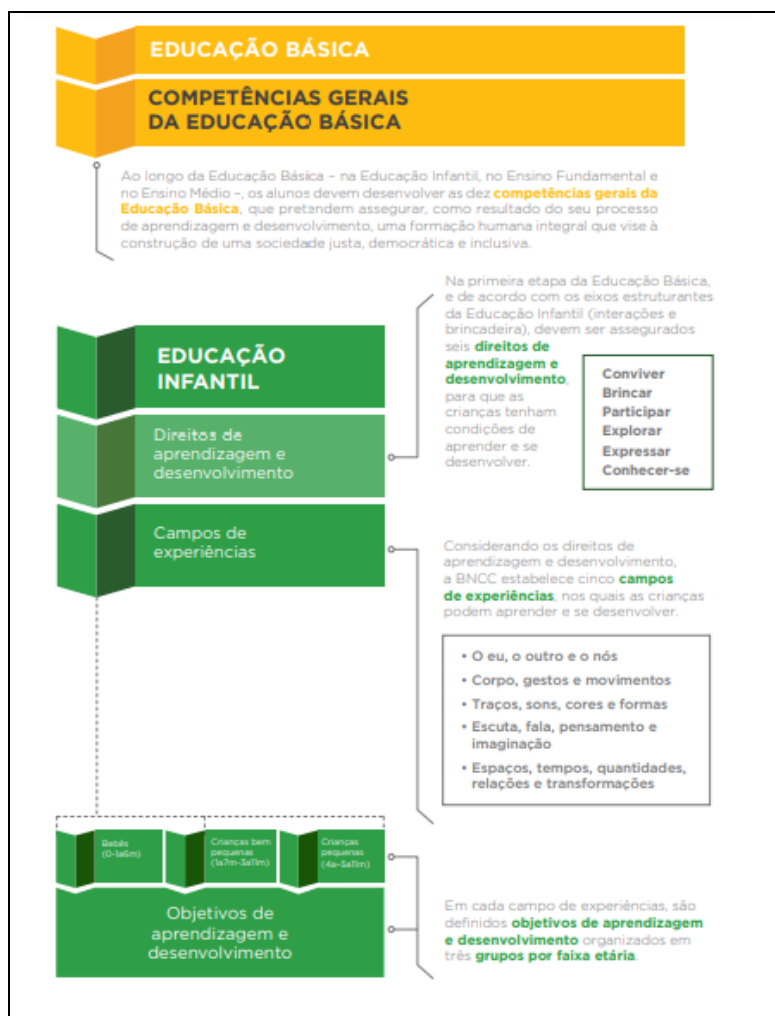 EDUCAÇÃO BÁSICA
COMPETÊNCIAS GERAIS
DA EDUCAÇÃO BÁSICA
Ao longo da Educação Básica – na Educação Infantil, no Ensino Fundamental e
no Ensino Médio –, os alunos devem desenvolver as dez competências gerais da
Educação Básica, que pretendem assegurar, como resultado do seu processo
de aprendizagem e desenvolvimento, uma formação humana integral que vise à
construção de uma sociedade justa, democrática e inclusiva.
Na primeira etapa da Educação Básica,
e de acordo com os eixos estruturantes
da Educação Infantil (interações e
brincadeira), devem ser assegurados
seis direitos de
aprendizagem e
desenvolvimento,
para que as
crianças tenham
condições de
aprender e se
desenvolver.
Conviver
Brincar
Participar
Explorar
Expressar
Conhecer-se
EDUCAÇÃO
INFANTIL
Direitos de
aprendizagem e
desenvolvimento
Campos de
experiências
Considerando os direitos de
aprendizagem e desenvolvimento,
a BNCC estabelece cinco campos
de experiências, nos quais as crianças
podem aprender e se desenvolver.
• O eu, o outro e o nós
• Corpo, gestos e movimentos
• Traços, sons, cores e formas
• Escuta, fala, pensamento e
imaginação
• Espaços, tempos, quantidades,
relações e transformações
Bebês
(0-1a6m)
Crianças bem
pequenas
(1a7m-3a11m)
Crianças
pequenas
(4a-5a11m)
Objetivos de
aprendizagem e
desenvolvimento
Em cada campo de experiências, são
definidos objetivos de aprendizagem
e desenvolvimento organizados em
três grupos por faixa etária.